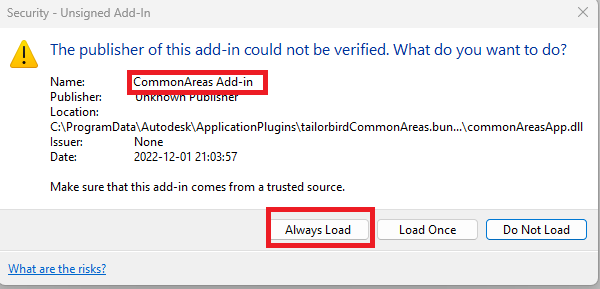 Security - Unsigned Add-In
The publisher of this add-in could not be verified. What do you want to do?
Name: CommonAreas Add-in
Publisher: Unknown Publisher
Location:
C:\ProgramData\Autodesk\ApplicationPlugins\tailorbirdCommonAreas.bun...\commonAreasApp.dll
Issuer: None
Date: 2022-12-01 21:03:57
Make sure that this add-in comes from a trusted source.
Always Load Load Once Do Not Load
What are the risks?